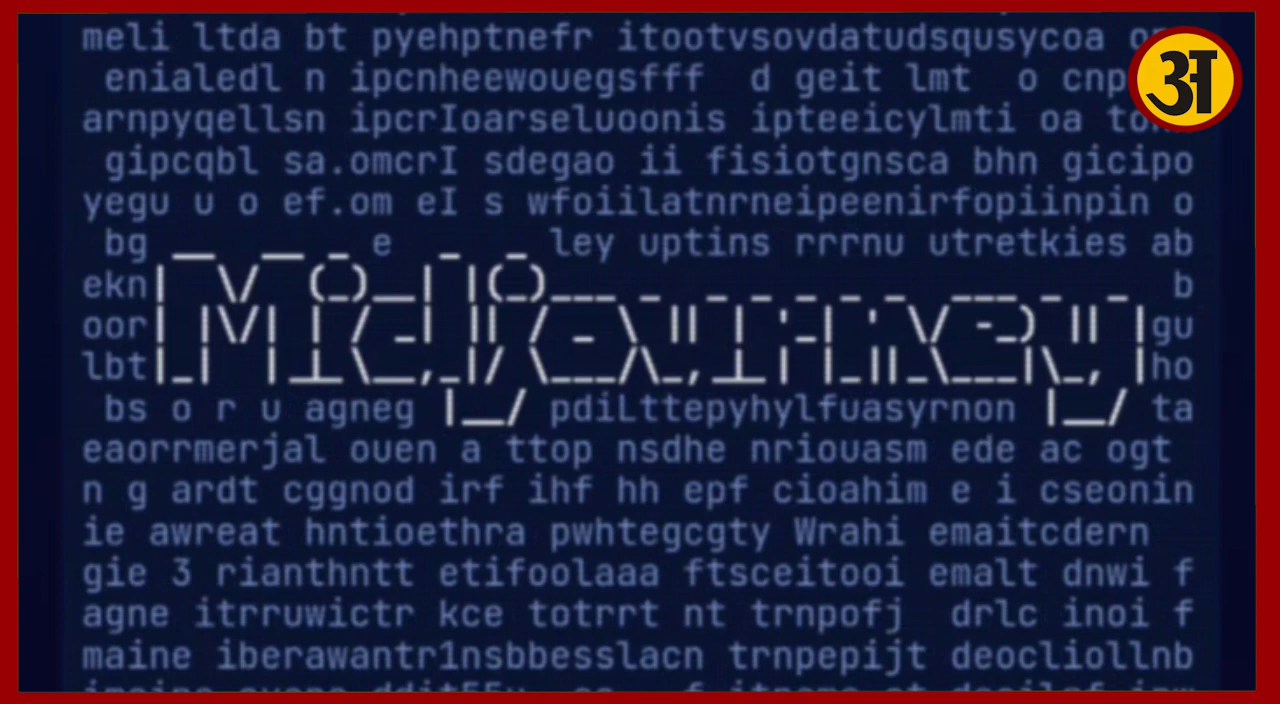 meli ltda bt pyehptnefr itootvsovdatudsqusycoa
अ
enialedl n ipcnheewouegsfff d geit lmt o cnp
arnpyqellsn ipcrIoarseluoonis ipteeicylmti oa
gipcqbl sa.omcrI sdegao ii fisiotgnsca bhn gicipo
yegu u o ef.om eI s wfoiilatnrneipeenirfopiinpin o
bg e ley uptins rrrnu utretkies ab
ekn b
Midjourney
oor gu
lbt ho
bs o r u agneg pdiLttepyhylfuasyrnon ta
eaorrmerjal ouen a ttop nsdhe nriouasm ede ac ogt
n g ardt cggnod irf ihf hh epf cioahim e i cseonin
ie awreat hntioethra pwhtegcgty Wrahi emaitcdern
gie 3 rianthntt etifoolaaa ftsceitooi emalt dnwi f
agne itrruwictr kce totrrt nt trnpofj drlc inoi f
maine iberawantr1nsbbesslacn trnpepijt deocliollnb